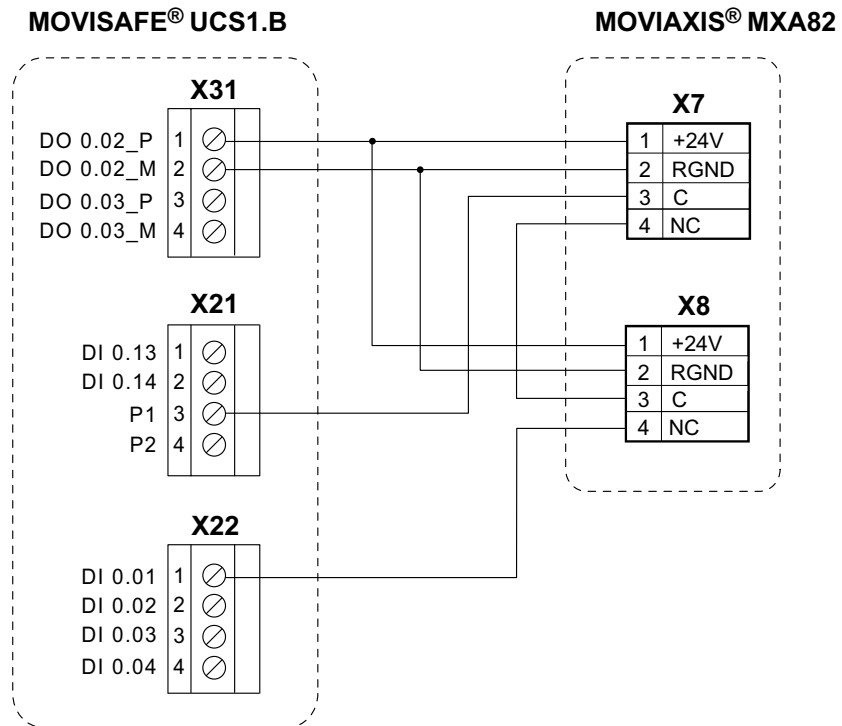 MOVISAFE® UCS1.B
MOVIAXIS® MXA82
X31
DO 0.02_P 1
DO 0.02_M 2
DO 0.03_P 3
DO 0.03_M 4
X7
1 +24V
2 RGND
3 C
4 NC
X21
DI 0.13 1
DI 0.14 2
P1 3
P2 4
X8
1 +24V
2 RGND
3 C
4 NC
X22
DI 0.01 1
DI 0.02 2
DI 0.03 3
DI 0.04 4